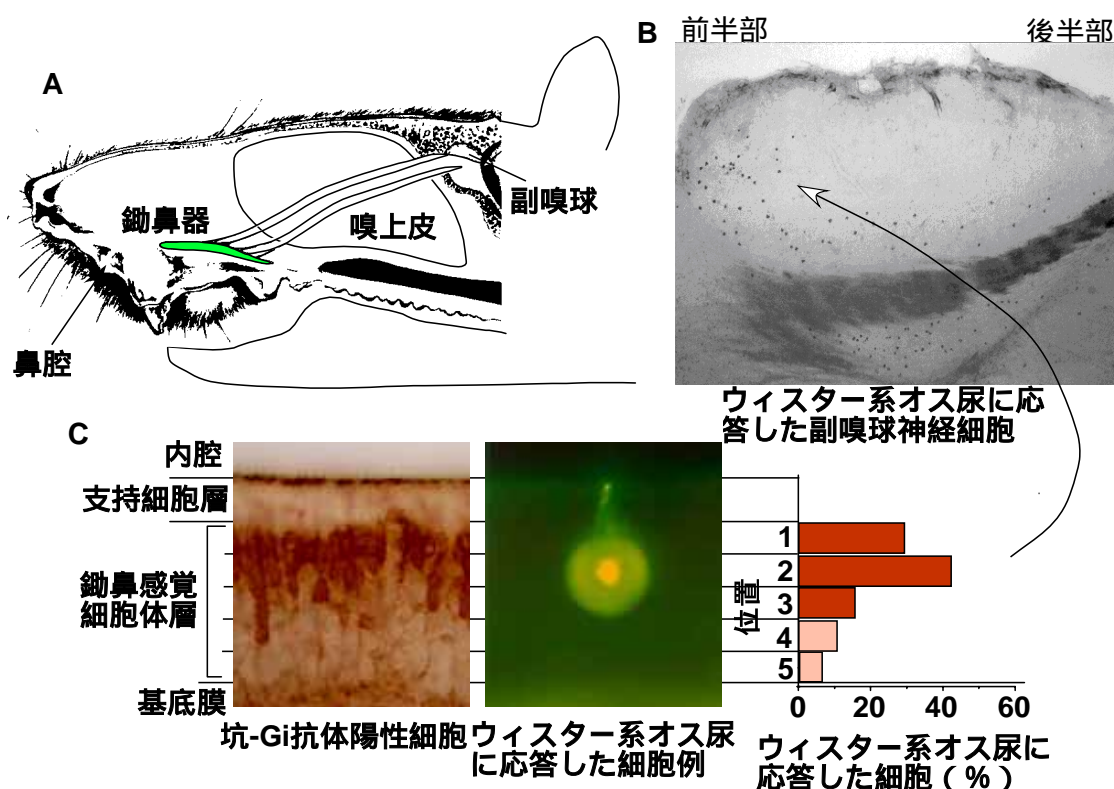 A
鋤鼻器
嗅上皮
副嗅球
鼻腔
B
前半部
後半部
ウィスター系オス尿に応
答した副嗅球神経細胞
C
内腔
支持細胞層
鋤鼻感覚
細胞体層
基底膜
坑-Gi抗体陽性細胞
ウィスター系オス尿
に応答した細胞例
位置
1
2
3
4
5
0
20
40
60
ウィスター系オス尿に
応答した細胞(%)